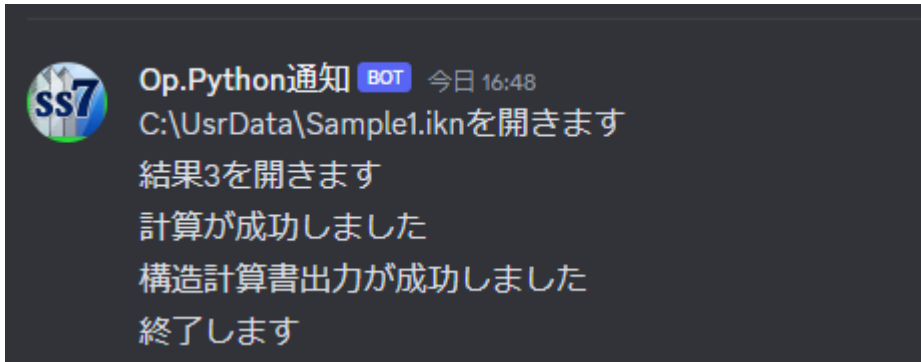 SS7
Op.Python通知 BOT 今日 16:48
C:\UsrData\Sample1.iknを開きます
結果3を開きます
計算が成功しました
構造計算書出力が成功しました
終了します